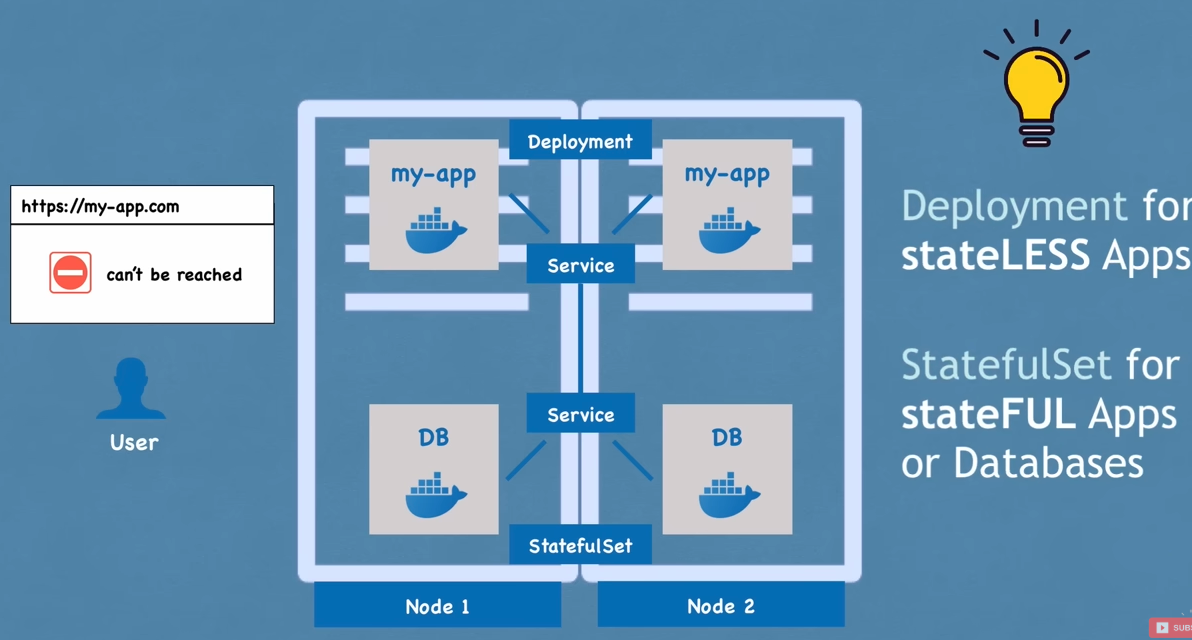 https://my-app.com
can't be reached
User
Deployment
my-app
my-app
Service
Service
DB
DB
StatefulSet
Node 1
Node 2
Deployment for
stateLESS Apps
StatefulSet for
stateFUL Apps
or Databases